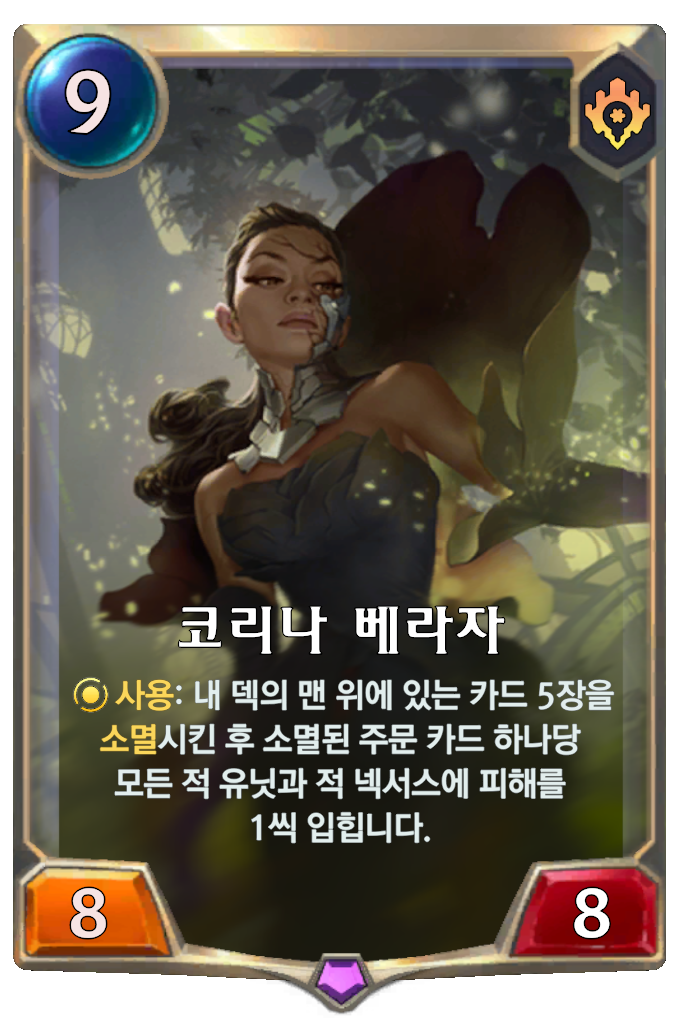 9
코리나 베라자
사용: 내 덱의 맨 위에 있는 카드 5장을
소멸시킨 후 소멸된 주문 카드 하나당
모든 적 유닛과 적 넥서스에 피해를
1씩 입힙니다.
8
8